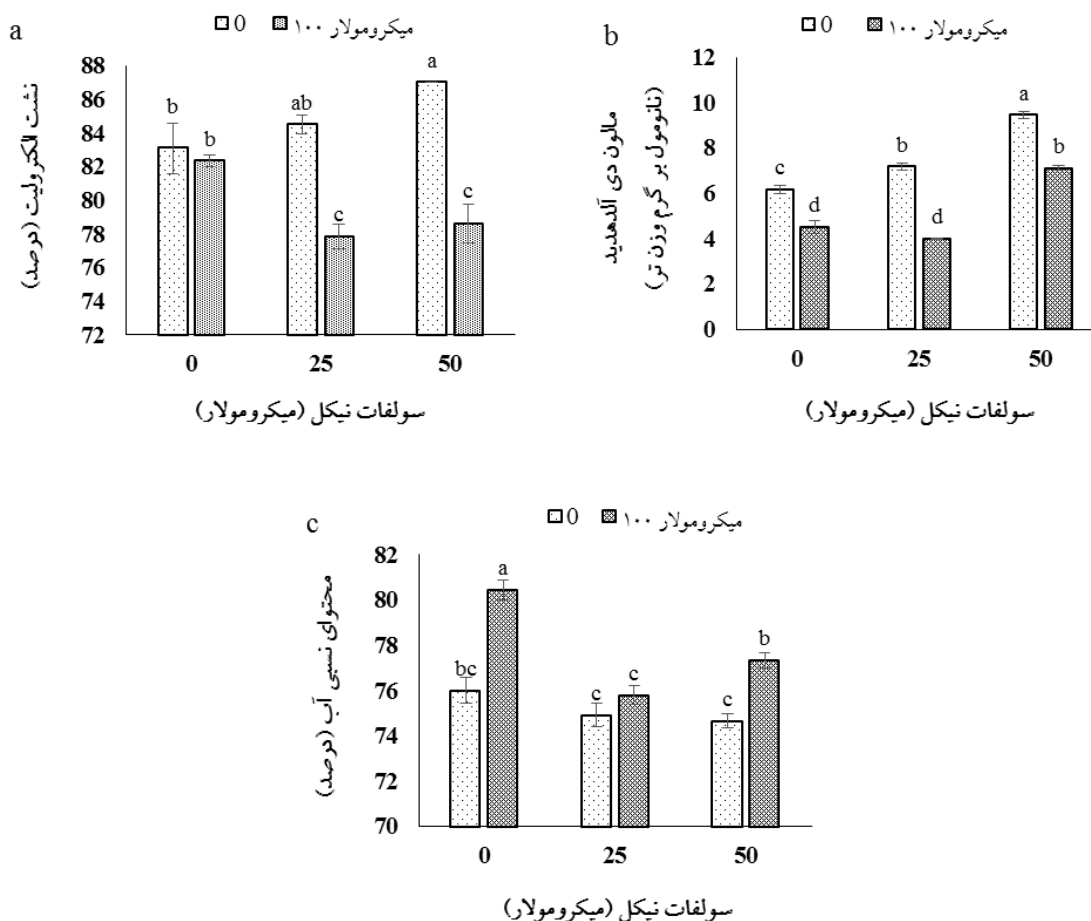 a
0
۱۰۰ میکرومولار
نشت الکترولیت (درصد)
88
86
84
82
80
78
76
74
72
b
b
ab
c
a
c
0 25 50
سولفات نیکل (میکرومولار)
b
0
۱۰۰ میکرومولار
مالون دی آلدهدید
(نانومول بر گرم وزن تر)
12
10
8
6
4
2
0
c
d
b
d
a
b
0 25 50
سولفات نیکل (میکرومولار)
c
0
۱۰۰ میکرومولار
محتوای نسبی آب (درصد)
82
80
78
76
74
72
70
bc
a
c
c
c
b
0 25 50
سولفات نیکل (میکرومولار)